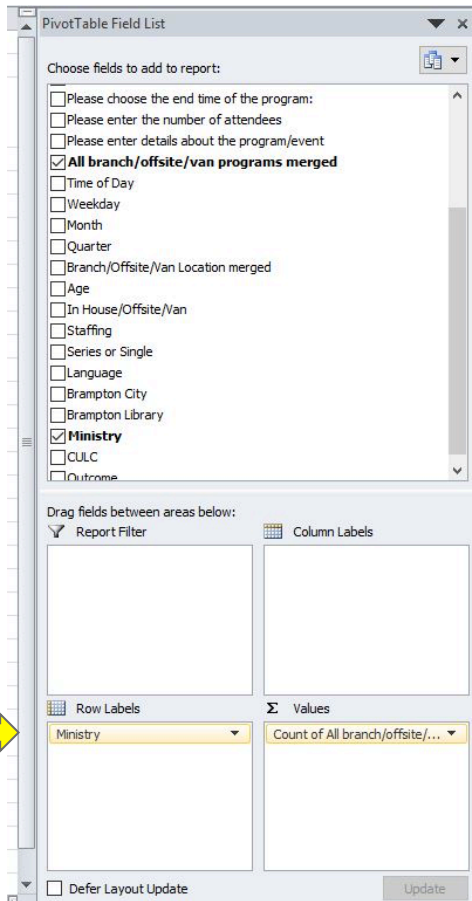 PivotTable Field List
Choose fields to add to report:
Please choose the end time of the program:
Please enter the number of attendees
Please enter details about the program/event
All branch/offsite/van programs merged
Time of Day
Weekday
Month
Quarter
Branch/Offsite/Van Location merged
Age
In House/Offsite/Van
Staffing
Series or Single
Language
Brampton City
Brampton Library
Ministry
CULC
Outcome
Drag fields between areas below:
Report Filter
Column Labels
Row Labels
Σ Values
Ministry
Count of All branch/offsite/...
Defer Layout Update
Update